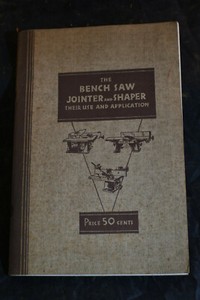 THE
BENCH SAW
JOINTER AND SHAPER
THEIR USE AND APPLICATION
PRICE 50 CENTS